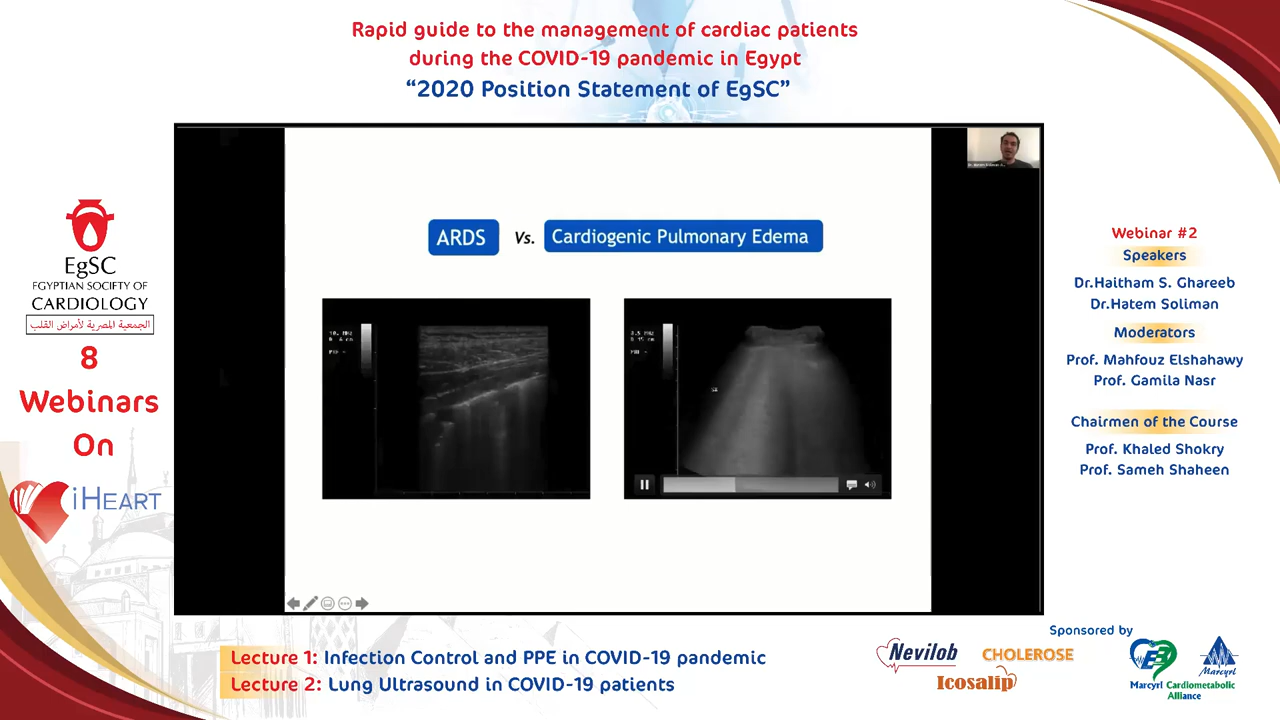 Rapid guide to the management of cardiac patients
during the COVID-19 pandemic in Egypt
“2020 Position Statement of EgSC”
EgSC
EGYPTIAN SOCIETY OF
CARDIOLOGY
الجمعية المصرية لأمراض القلب
8
Webinars
On
iHEART
ARDS Vs. Cardiogenic Pulmonary Edema
Webinar #2
Speakers
Dr.Haitham S. Ghareeb
Dr.Hatem Soliman
Moderators
Prof. Mahfouz Elshahawy
Prof. Gamila Nasr
Chairmen of the Course
Prof. Khaled Shokry
Prof. Sameh Shaheen
Lecture 1: Infection Control and PPE in COVID-19 pandemic
Lecture 2: Lung Ultrasound in COVID-19 patients
Sponsored by
Nevilob
CHOLEROSE
Icosalip
Marcyrl Cardiometabolic
Alliance
Marcyrl